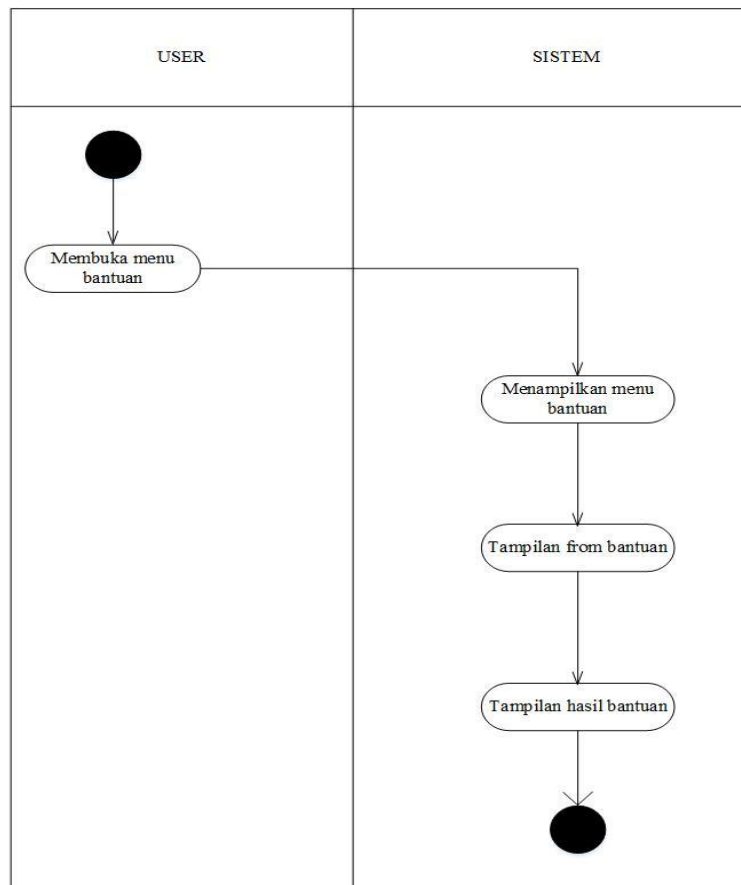 USER
SISTEM
Membuka menu
bantuan
Menampilkan menu
bantuan
Tampilan from bantuan
Tampilan hasil bantuan